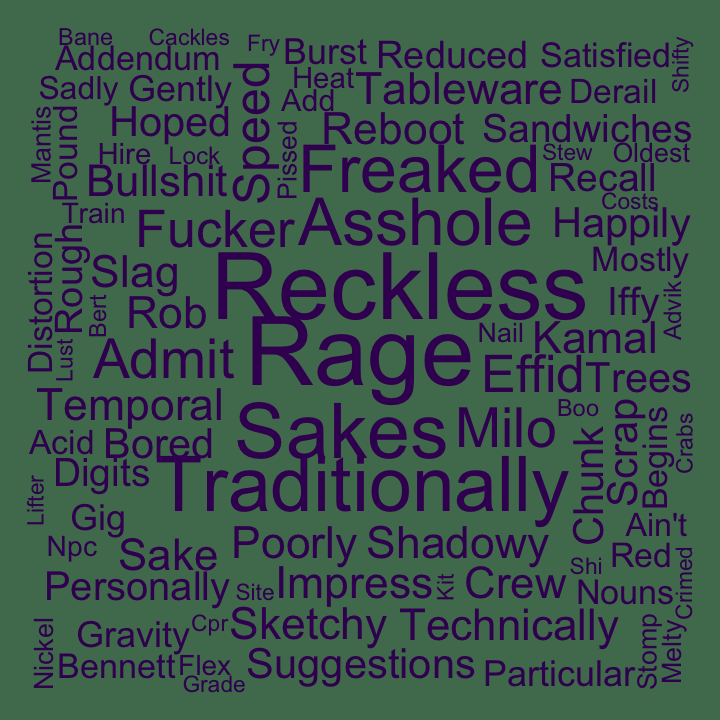 Bane
Cackles
Fry
Burst
Reduced
Satisfied
Shifty
Addendum
Heat
Tableware
Derail
Sadly
Gently
Speed
Add
Mantis
Pound
Hoped
Reboot
Sandwiches
Hire
Lock
Pissed
Freaked
Stew
Oldest
Bullshit
Recall
Train
Costs
Fucker
Asshole
Happily
Distortion
Rough
Slag
Reckless
Mostly
Lust
Bert
Rob
Iffy
Advik
Rage
Nail
Kamal
Admit
Effid
Trees
Temporal
Sakes
Milo
Boo
Acid
Bored
Chunk
Scrap
Begins
Crabs
Digits
Traditionally
Lifter
Gig
Ain't
Npc
Sake
Poorly
Shadowy
Shi
Red
Personally
Site
Impress
Kit
Crew
Nouns
Crimed
Nickel
Gravity
Cpr
Sketchy
Technically
Stomp
Melty
Bennett
Flex
Suggestions
Particular
Grade